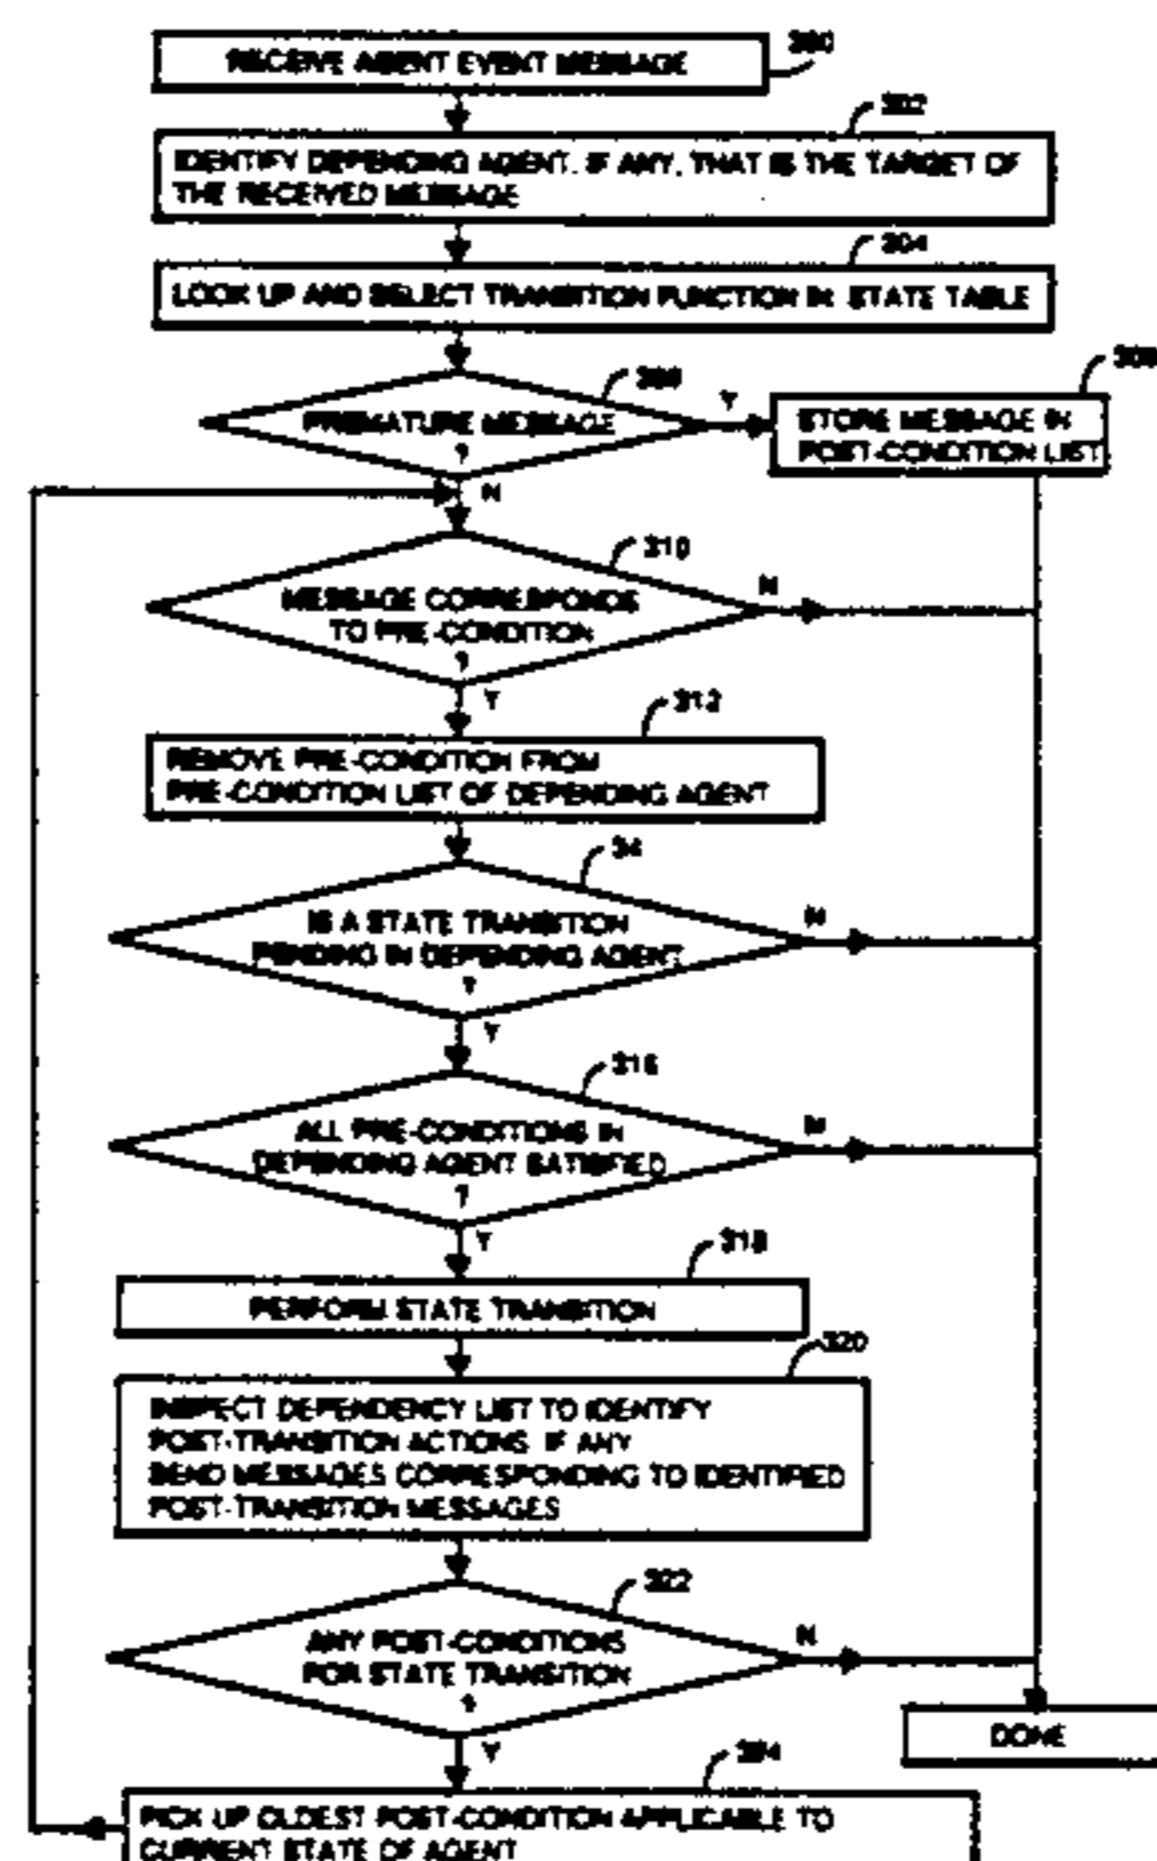 RECEIVE AGENT EVENT MESSAGE
300
302
IDENTIFY DEPENDING AGENT, IF ANY, THAT IS THE TARGET OF
THE RECEIVED MESSAGE
304
LOOK UP AND SELECT TRANSITION FUNCTION IN STATE TABLE
306
PREMATURE MESSAGE
?
Y
308
STORE MESSAGE IN
POST-CONDITION LIST
N
310
MESSAGE CORRESPONDS
TO PRE-CONDITION
?
N
Y
312
REMOVE PRE-CONDITION FROM
PRE-CONDITION LIST OF DEPENDING AGENT
34
IS A STATE TRANSITION
PENDING IN DEPENDING AGENT
?
N
Y
316
ALL PRE-CONDITIONS IN
DEPENDING AGENT SATISFIED
?
N
Y
318
PERFORM STATE TRANSITION
320
INSPECT DEPENDENCY LIST TO IDENTIFY
POST-TRANSITION ACTIONS IF ANY
SEND MESSAGES CORRESPONDING TO IDENTIFIED
POST-TRANSITION MESSAGES
322
ANY POST-CONDITIONS
FOR STATE TRANSITION
?
N
Y
DONE
324
PICK UP OLDEST POST-CONDITION APPLICABLE TO
CURRENT STATE OF AGENT